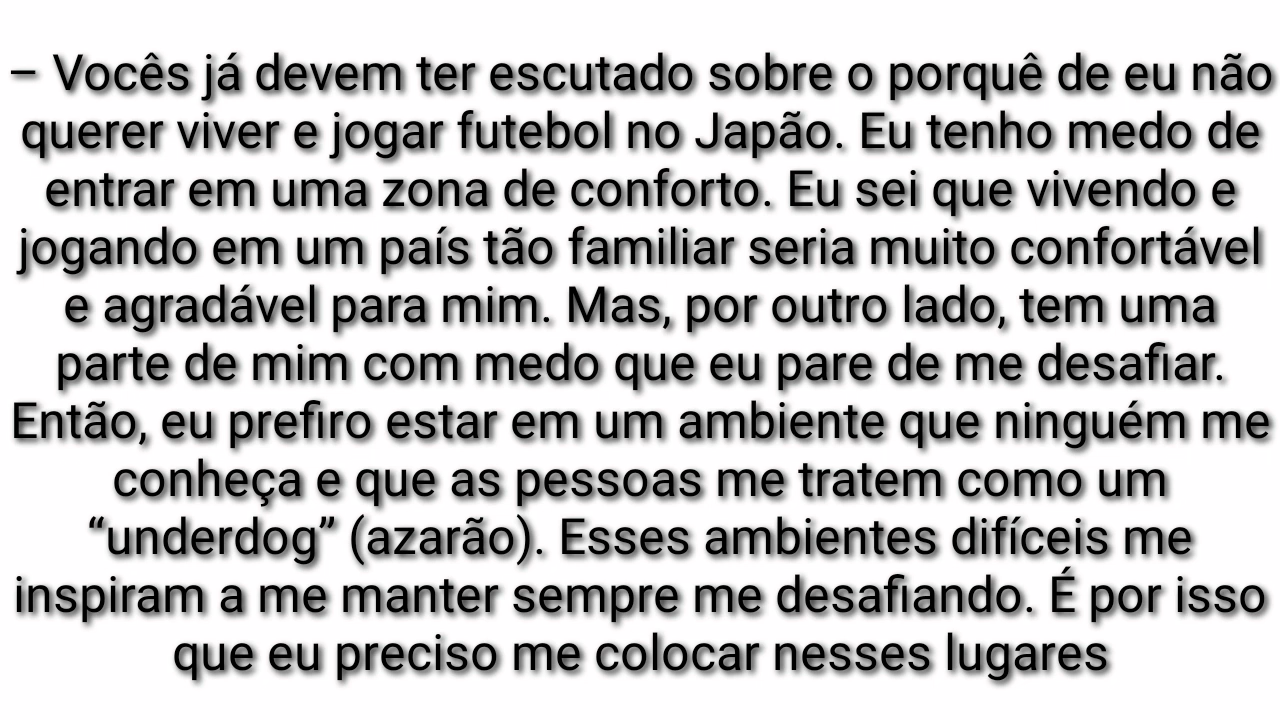 – Vocês já devem ter escutado sobre o porquê de eu não
querer viver e jogar futebol no Japão. Eu tenho medo de
entrar em uma zona de conforto. Eu sei que vivendo e
jogando em um país tão familiar seria muito confortável
e agradável para mim. Mas, por outro lado, tem uma
parte de mim com medo que eu pare de me desafiar.
Então, eu prefiro estar em um ambiente que ninguém me
conheça e que as pessoas me tratem como um
“underdog” (azarão). Esses ambientes difíceis me
inspiram a me manter sempre me desafiando. É por isso
que eu preciso me colocar nesses lugares